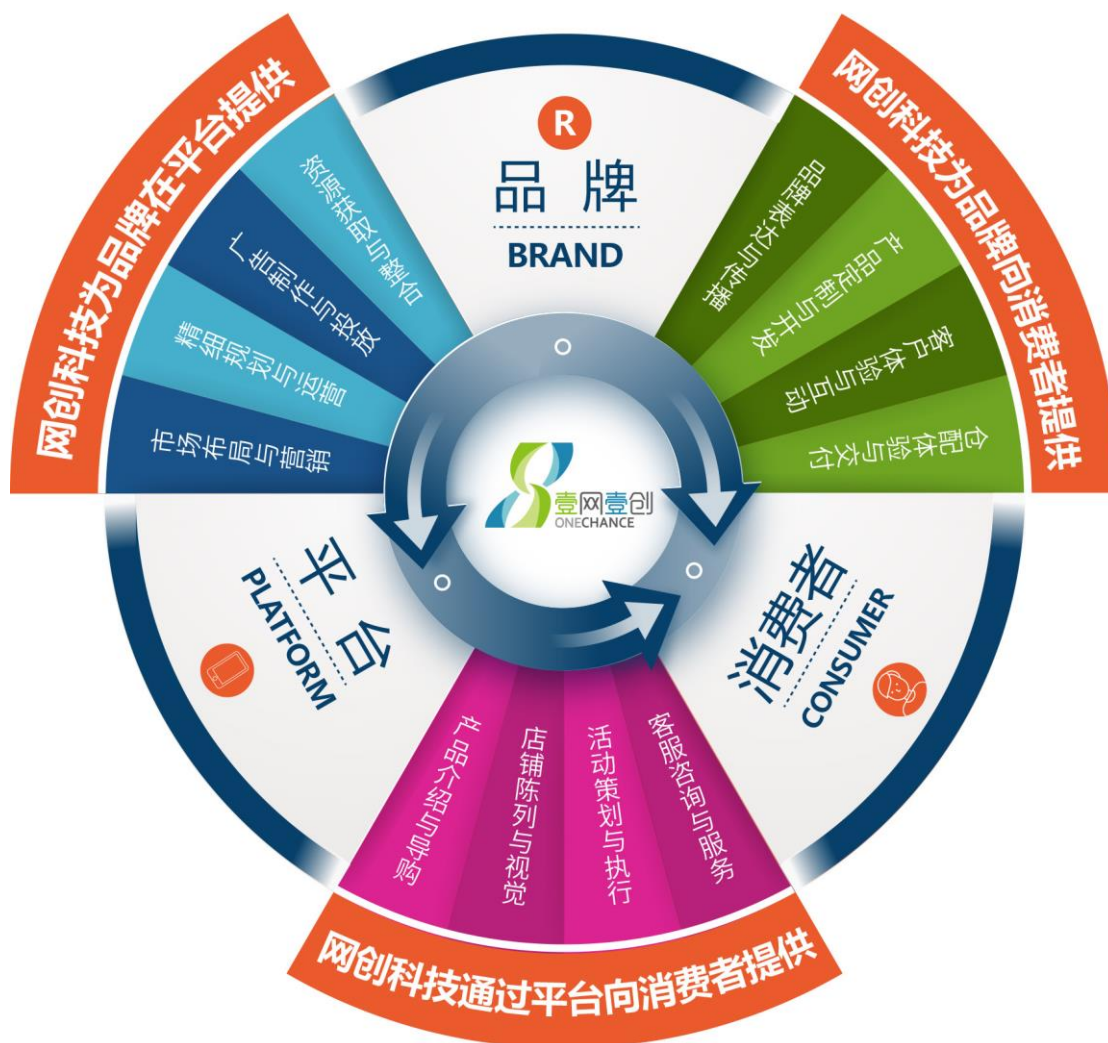 网创科技为品牌在平台提供
资源获取与整合
广告制作与投放
精细规划与运营
市场布局与营销
R
品牌
BRAND
网创科技为品牌向消费者提供
品牌表达与传播
产品定制与开发
客户体验与互动
仓配体验与交付
壹网壹创
ONECHANCE
平台
PLATFORM
消费者
CONSUMER
产品介绍与导购
店铺陈列与视觉
活动策划与执行
客服咨询与服务
网创科技通过平台向消费者提供